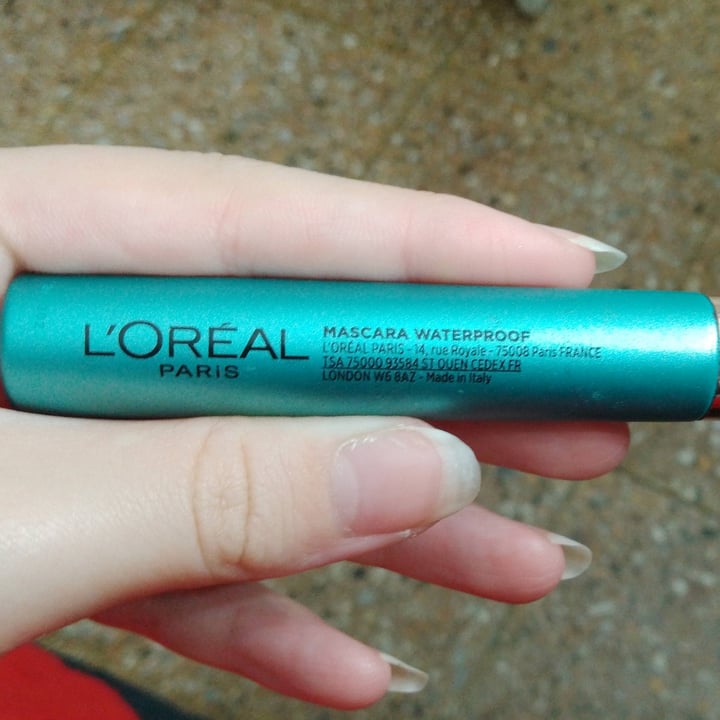 L'ORÉAL
PARiS
MASCARA WATERPROOF
L'ORÉAL PARIS - 14, rue Royale - 75008 Paris FRANCE
TSA 75000 93584 ST OUEN CEDEX FR
LONDON W6 8AZ - Made in Italy